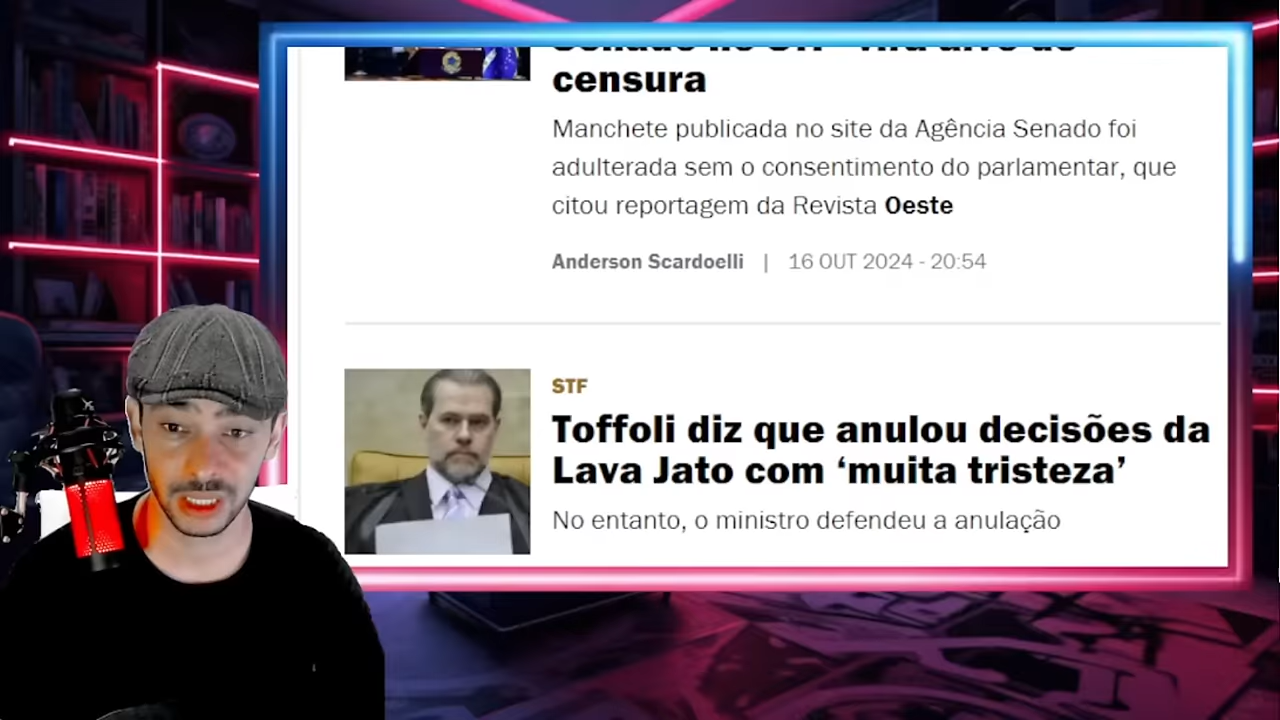 censura
Manchete publicada no site da Agência Senado foi
adulterada sem o consentimento do parlamentar, que
citou reportagem da Revista Oeste
Anderson Scardoelli | 16 OUT 2024 - 20:54
STF
Toffoli diz que anulou decisões da
Lava Jato com ‘muita tristeza’
No entanto, o ministro defendeu a anulação